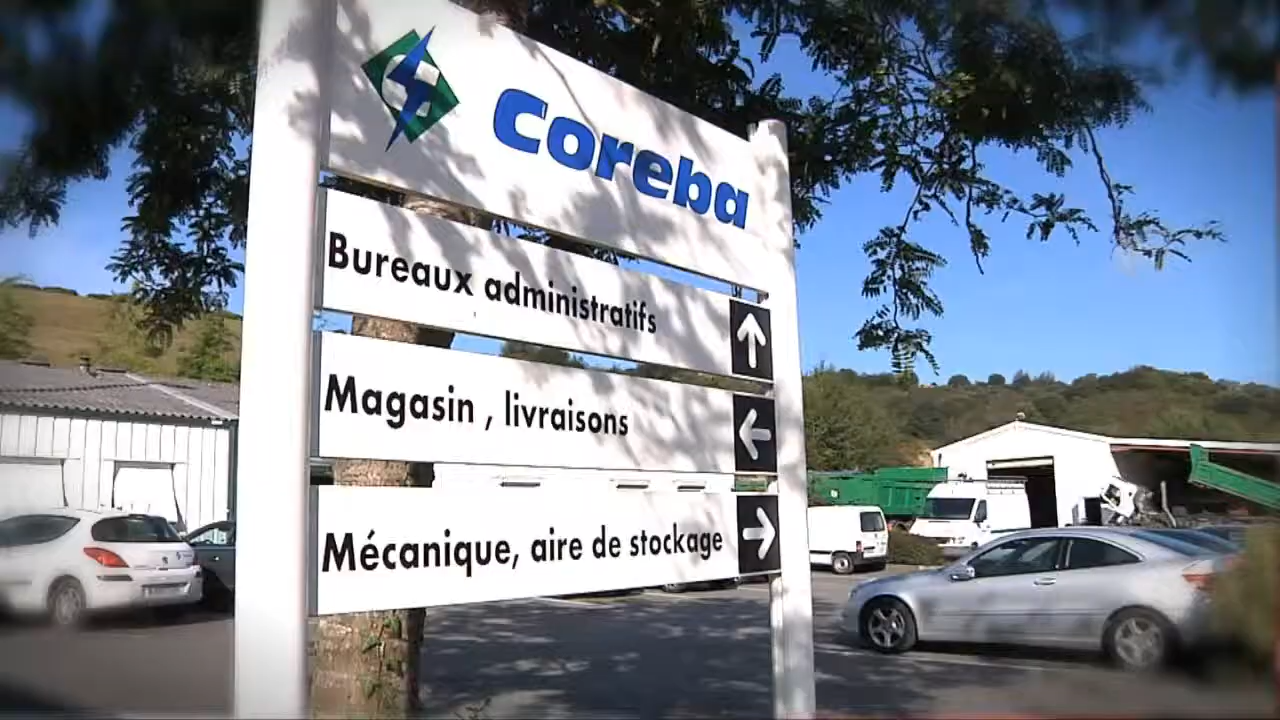 coreba
Bureaux administratifs
Magasin , livraisons
Mécanique, aire de stockage